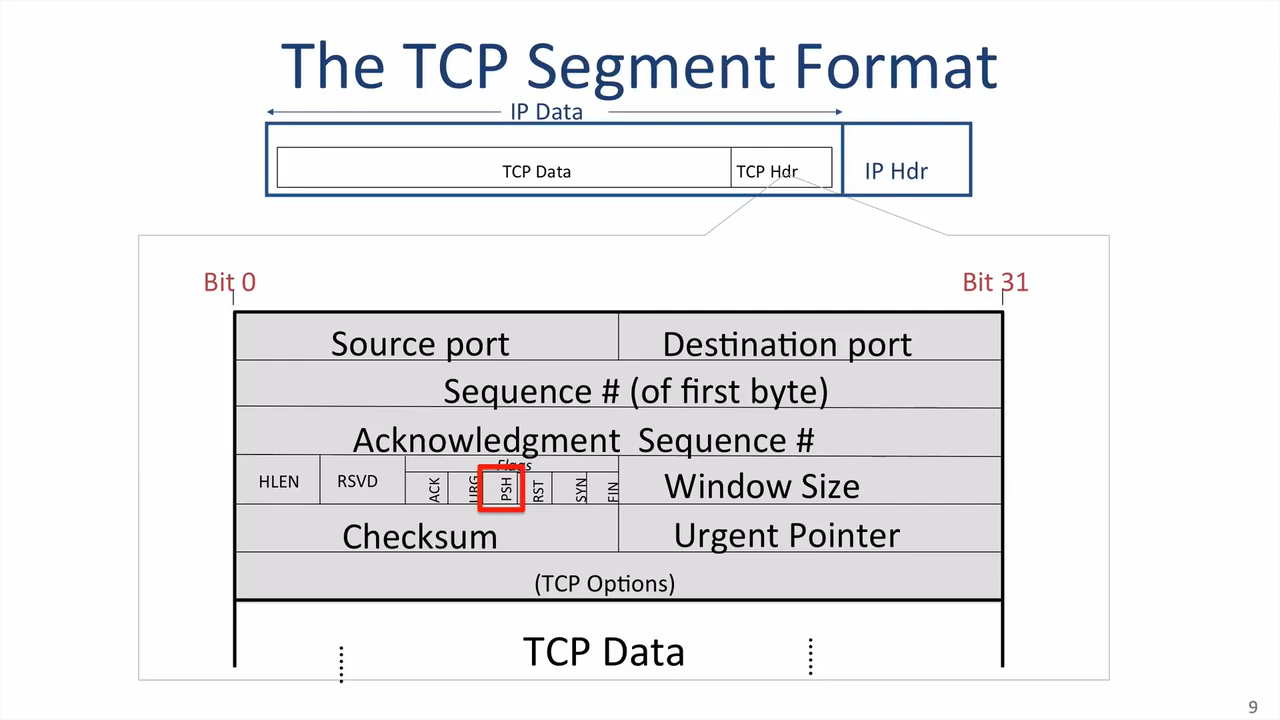 The TCP Segment Format
IP Data
TCP Data TCP Hdr IP Hdr
Bit 0 Bit 31
Source port Destination port
Sequence # (of first byte)
Acknowledgment Sequence #
Flags
HLEN RSVD ACK URG PSH RST SYN FIN Window Size
Checksum Urgent Pointer
(TCP Options)
TCP Data
9